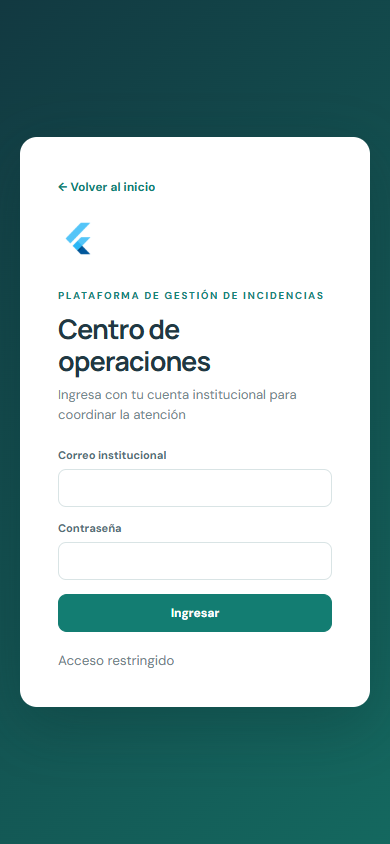 ← Volver al inicio
PLATAFORMA DE GESTIÓN DE INCIDENCIAS
Centro de
operaciones
Ingresa con tu cuenta institucional para
coordinar la atención
Correo institucional
Contraseña
Ingresar
Acceso restringido